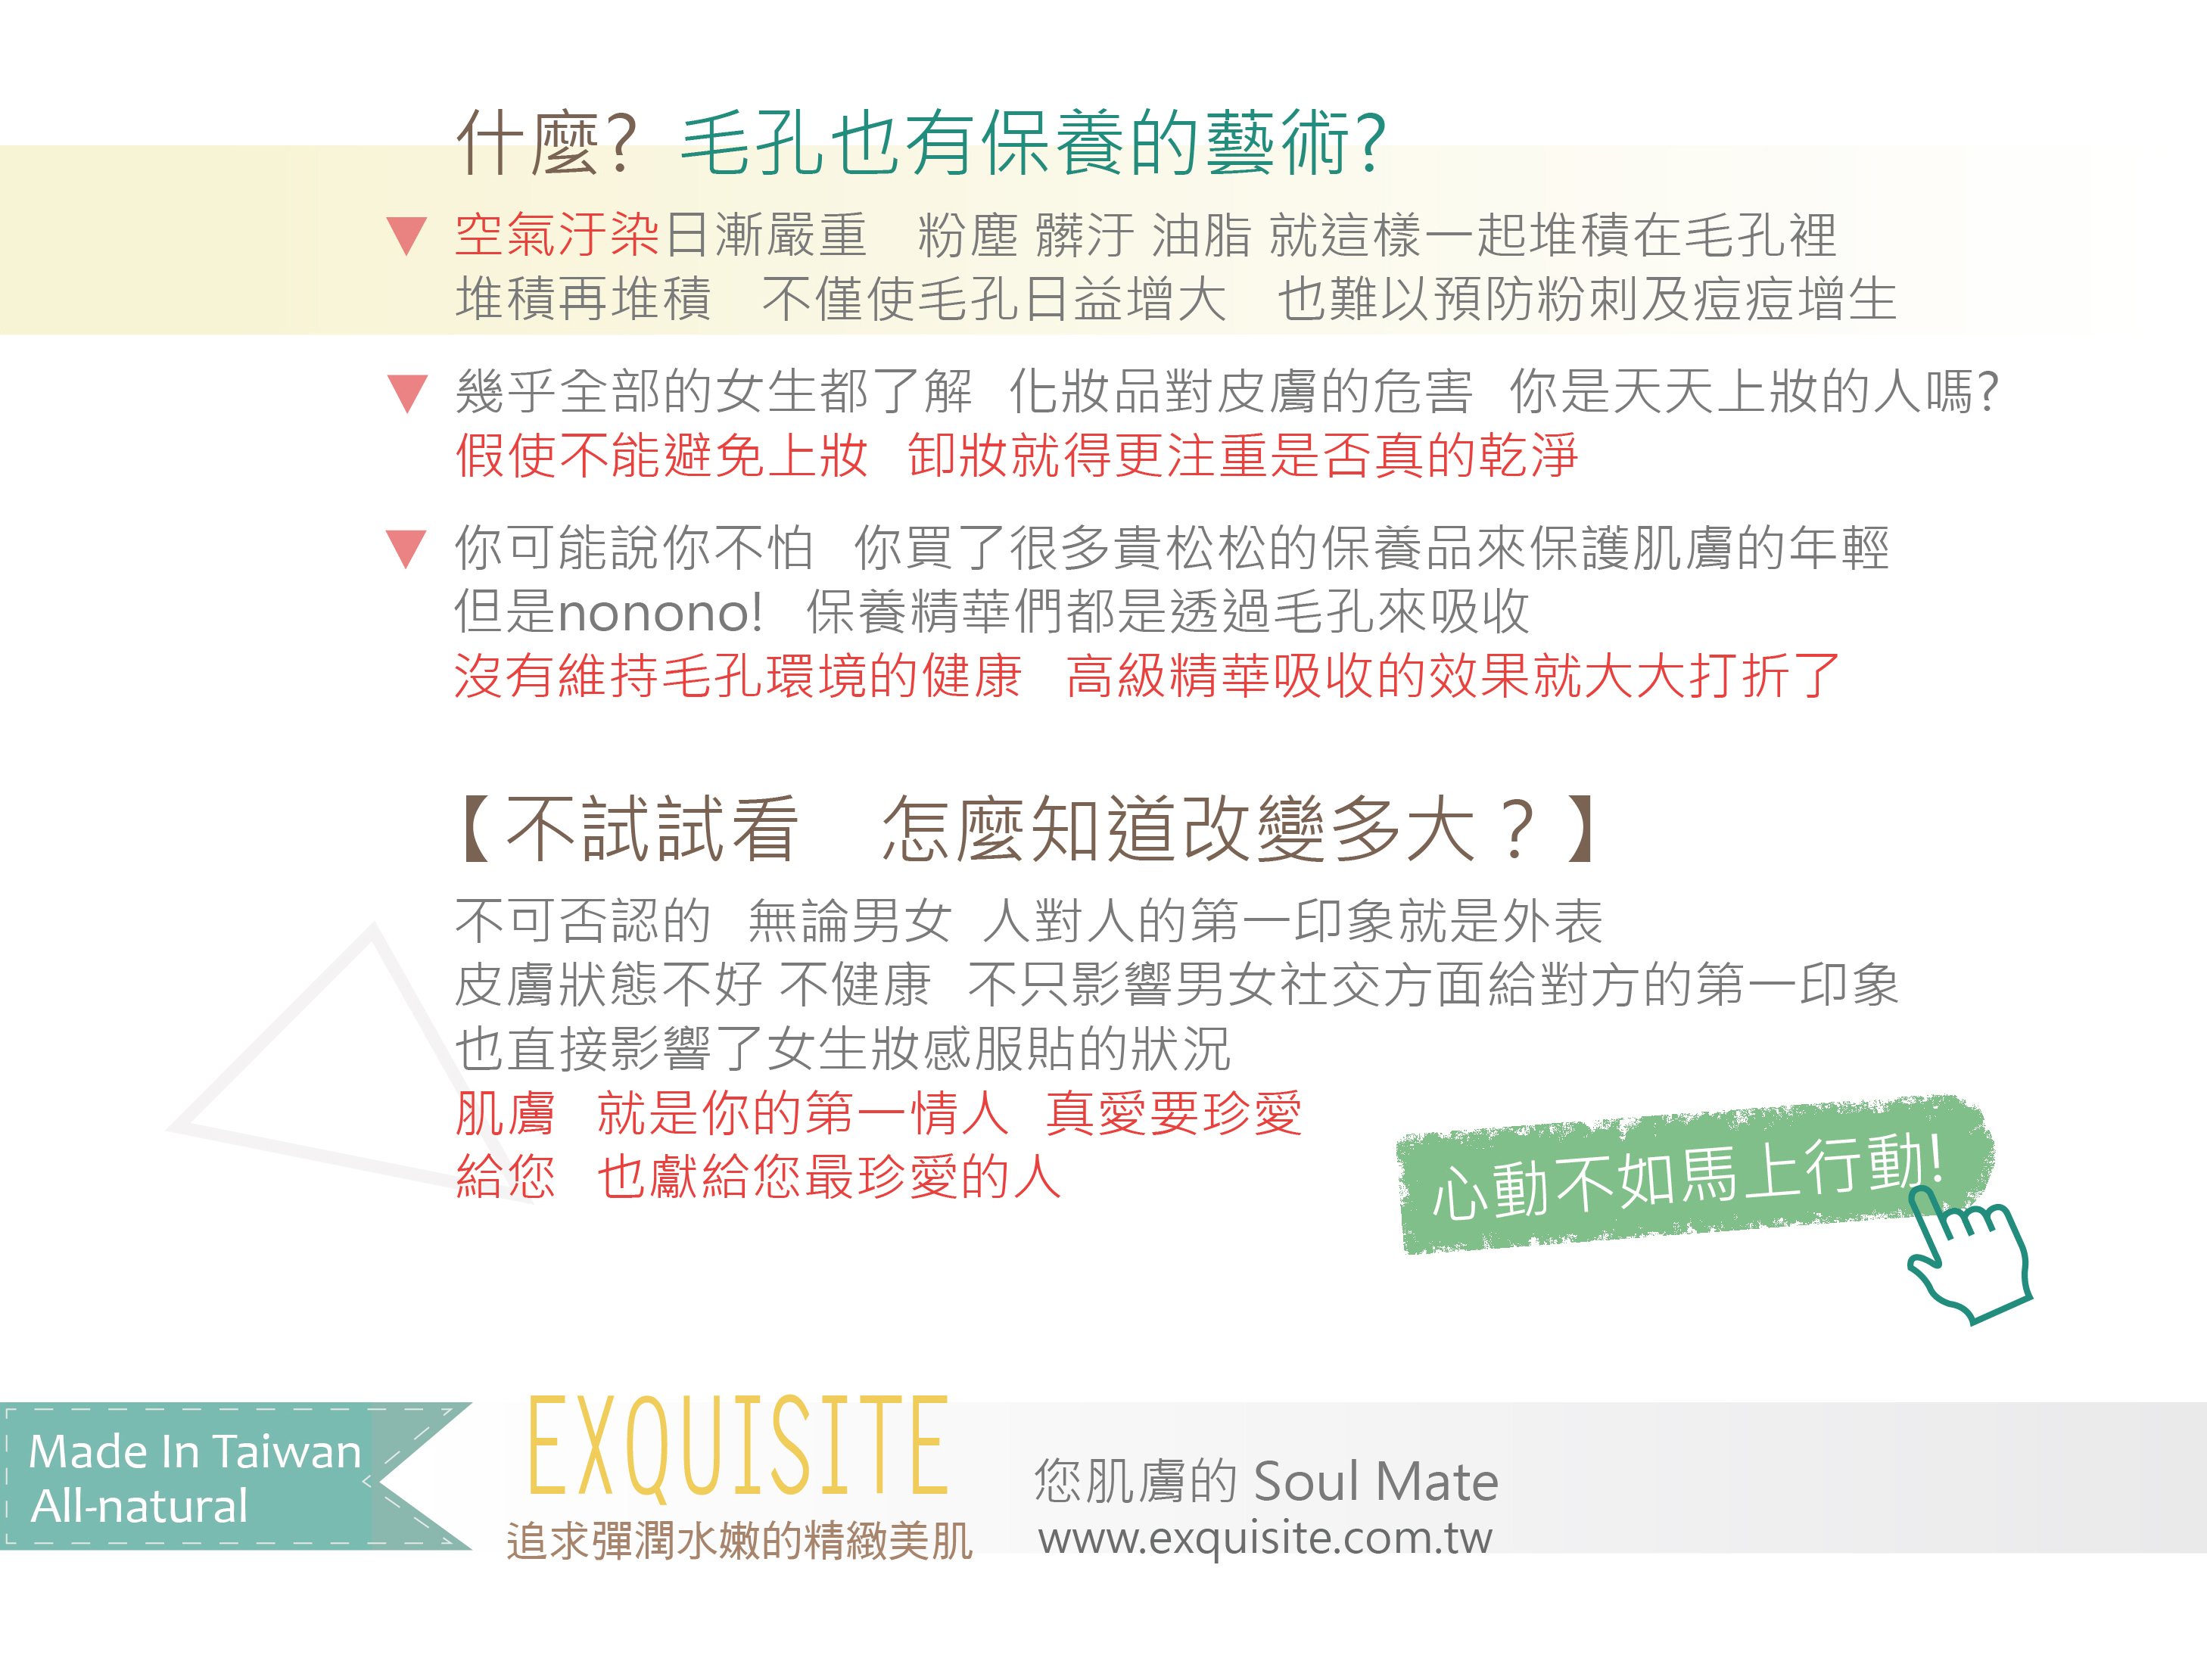 什麼? 毛孔也有保養的藝術?
▼ 空氣汙染日漸嚴重 粉塵 髒汙 油脂 就這樣一起堆積在毛孔裡
堆積再堆積 不僅使毛孔日益增大 也難以預防粉刺及痘痘增生
▼ 幾乎全部的女生都了解 化妝品對皮膚的危害 你是天天上妝的人嗎?
假使不能避免上妝 卸妝就得更注重是否真的乾淨
▼ 你可能說你不怕 你買了很多貴松松的保養品來保護肌膚的年輕
但是nonono! 保養精華們都是透過毛孔來吸收
沒有維持毛孔環境的健康 高級精華吸收的效果就大大打折了
【不試試看 怎麼知道改變多大？】
不可否認的 無論男女 人對人的第一印象就是外表
皮膚狀態不好 不健康 不只影響男女社交方面給對方的第一印象
也直接影響了女生妝感服貼的狀況
肌膚 就是你的第一情人 真愛要珍愛
給您 也獻給您最珍愛的人
心動不如馬上行動!
Made In Taiwan
All-natural
EXQUISITE
追求彈潤水嫩的精緻美肌
您肌膚的 Soul Mate
www.exquisite.com.tw